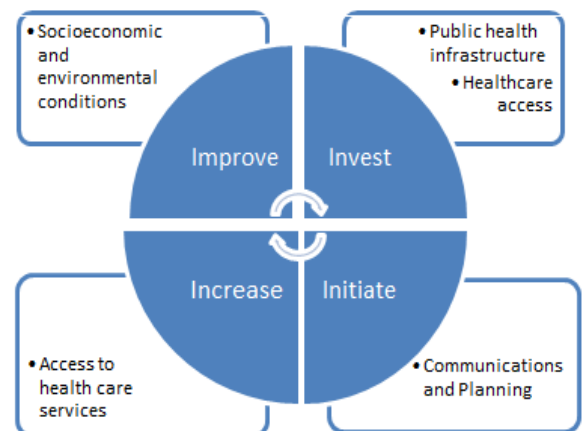 •Socioeconomic
and
environmental
conditions
•Public health
infrastructure
•Healthcare
access
Improve
Invest
Increase
Initiate
•Access to
health care
services
•Communications
and Planning